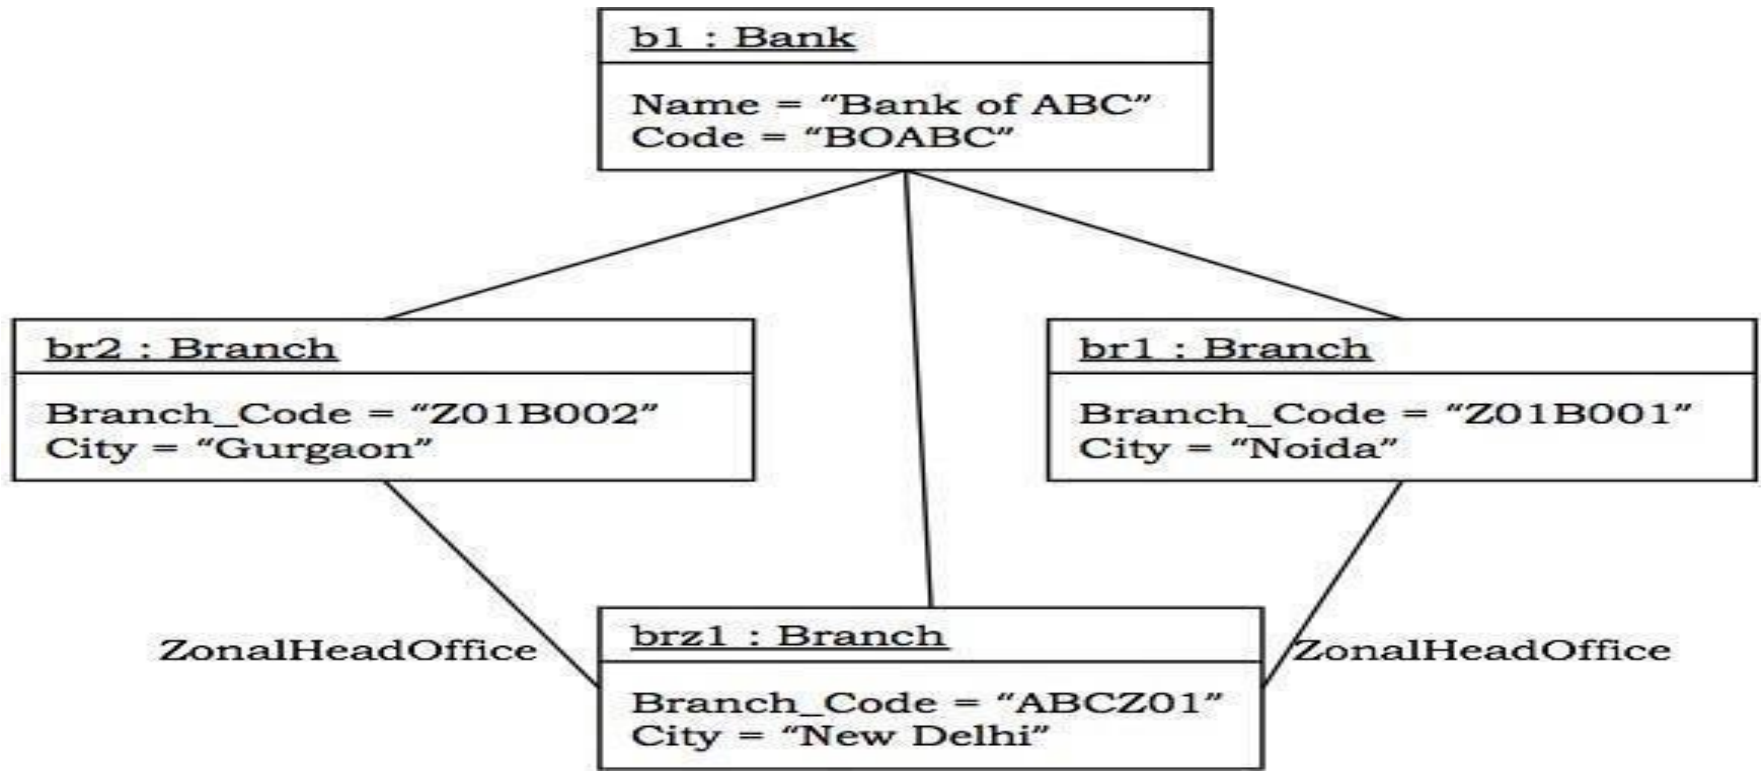 b1 : Bank
Name = “Bank of ABC”
Code = “BOABC”
br2 : Branch
Branch_Code = “Z01B002”
City = “Gurgaon”
br1 : Branch
Branch_Code = “Z01B001”
City = “Noida”
ZonalHeadOffice
brz1 : Branch
Branch_Code = “ABCZ01”
City = “New Delhi”
ZonalHeadOffice